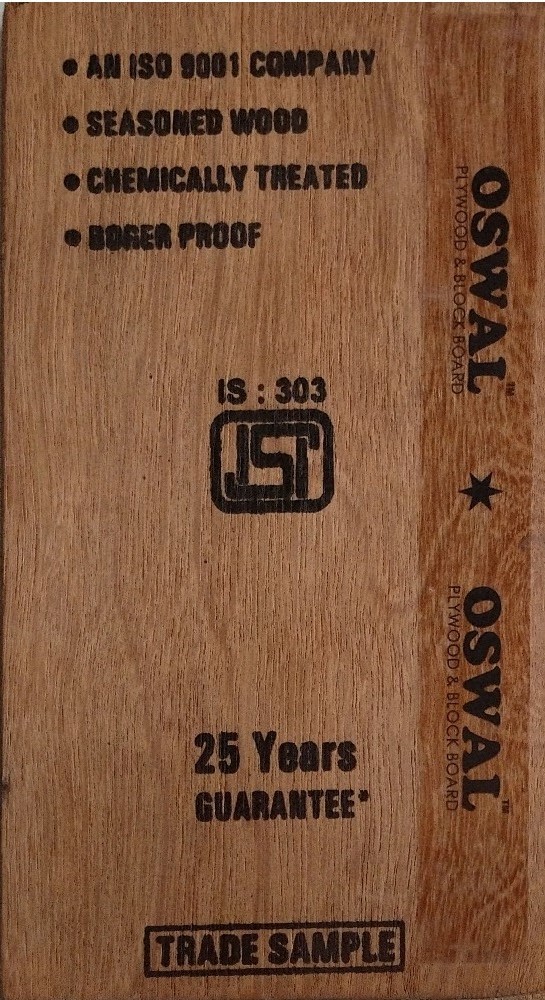 • AN ISO 9001 COMPANY
• SEASONED WOOD
• CHEMICALLY TREATED
• BORER PROOF
IS : 303
ISI
25 Years
GUARANTEE*
TRADE SAMPLE
OSWAL™
PLYWOOD & BLOCK BOARD
OSWAL™
PLYWOOD & BLOCK BOARD